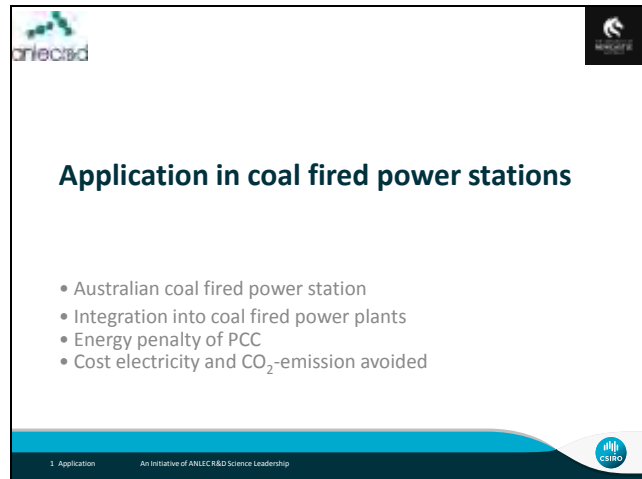 anlecr&d
Application in coal fired power stations
• Australian coal fired power station
• Integration into coal fired power plants
• Energy penalty of PCC
• Cost electricity and CO₂-emission avoided
1 Application An Initiative of ANLEC R&D Science Leadership
CSIRO